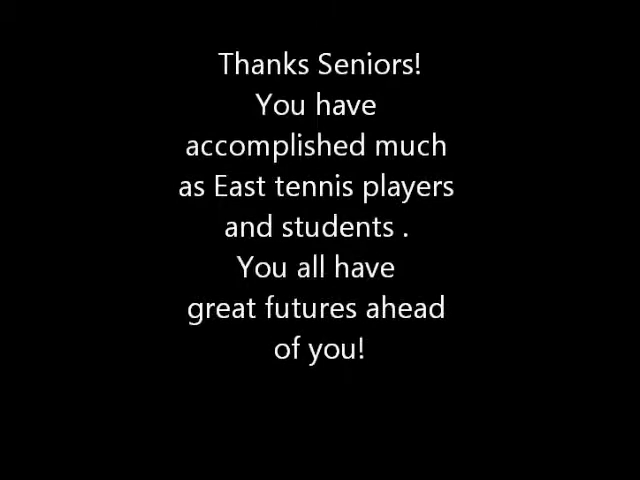 Thanks Seniors!
You have
accomplished much
as East tennis players
and students .
You all have
great futures ahead
of you!